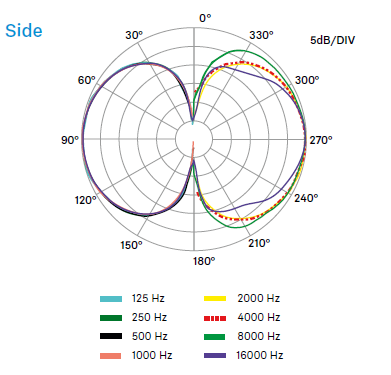 Side
0°
30°
330°
5dB/DIV
60°
300°
90°
270°
120°
240°
150°
210°
180°
125 Hz
2000 Hz
250 Hz
4000 Hz
500 Hz
8000 Hz
1000 Hz
16000 Hz